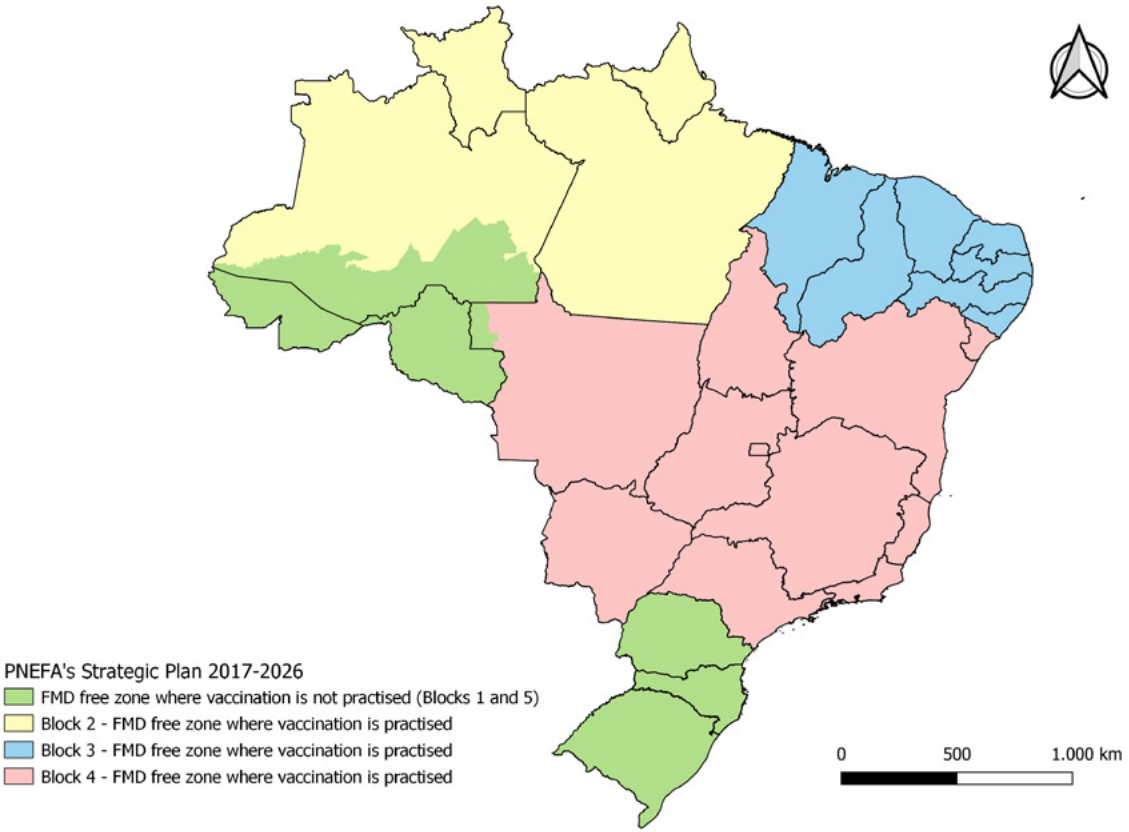 PNEFA's Strategic Plan 2017-2026
FMD free zone where vaccination is not practised (Blocks 1 and 5)
Block 2 - FMD free zone where vaccination is practised
Block 3 - FMD free zone where vaccination is practised
Block 4 - FMD free zone where vaccination is practised
0 500 1.000 km